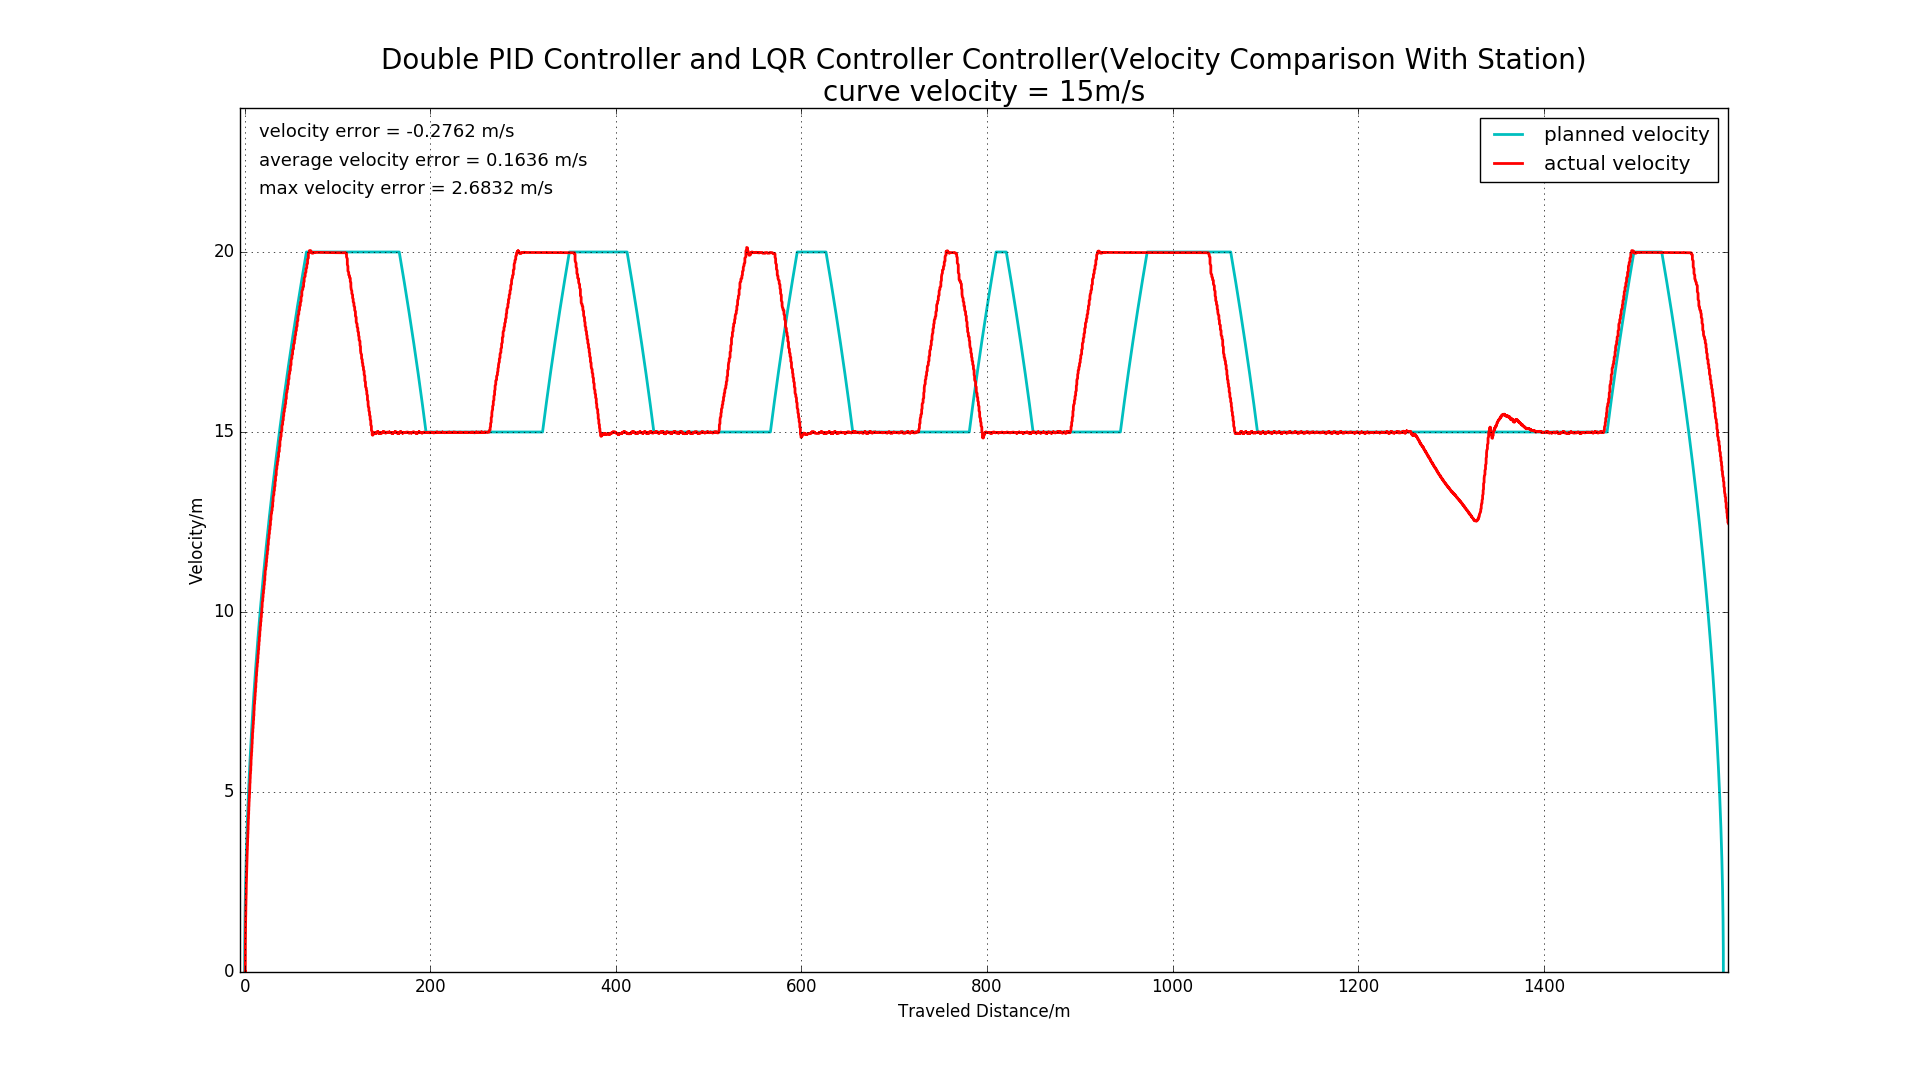 Double PID Controller and LQR Controller Controller(Velocity Comparison With Station)
curve velocity = 15m/s
velocity error = -0.2762 m/s
average velocity error = 0.1636 m/s
max velocity error = 2.6832 m/s
planned velocity
actual velocity
20
15
10
5
0
Velocity/m
0 200 400 600 800 1000 1200 1400
Traveled Distance/m